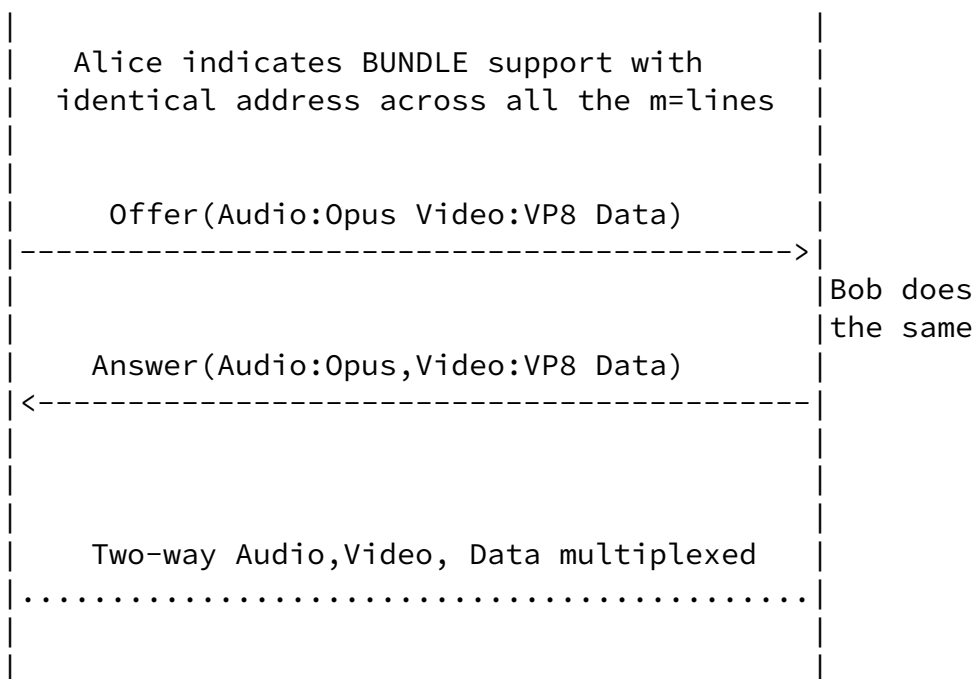 Alice indicates BUNDLE support with
identical address across all the m=lines
Offer(Audio:Opus Video:VP8 Data)
Bob does
the same
Answer(Audio:Opus,Video:VP8 Data)
Two-way Audio,Video, Data multiplexed